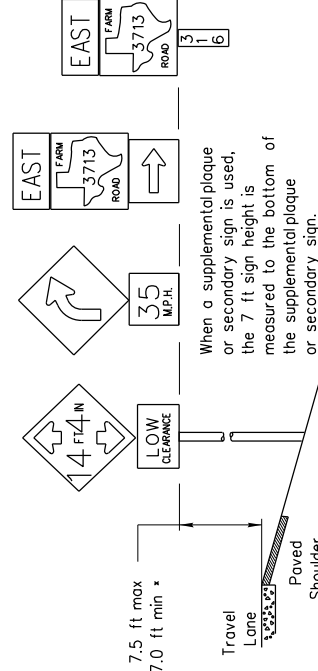 EAST
FARM
3713
ROAD
3
1
6
EAST
FARM
3713
ROAD
35
M.P.H.
14 FT 4 IN
LOW
CLEARANCE
When a supplemental plaque
or secondary sign is used,
the 7 ft sign height is
measured to the bottom of
the supplemental plaque
or secondary sign.
7.5 ft max
7.0 ft min x
Travel
Lane
Paved
Shoulder